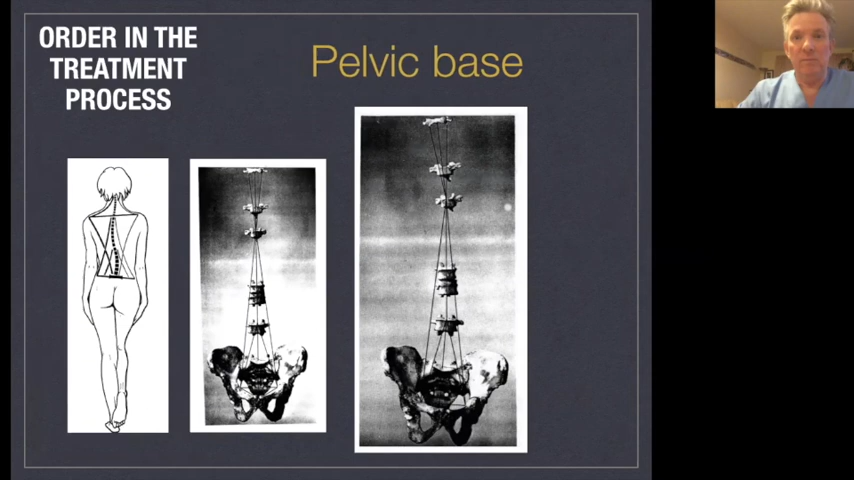 ORDER IN THE
TREATMENT
PROCESS
Pelvic base